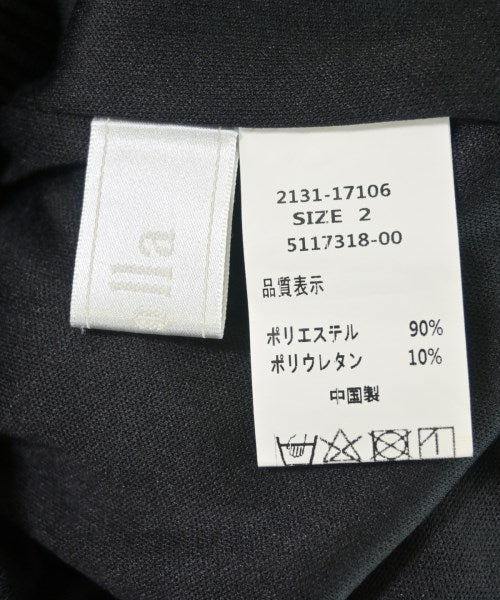 lla
2131-17106
SIZE 2
5117318-00
品質表示
ポリエステル 90%
ポリウレタン 10%
中国製